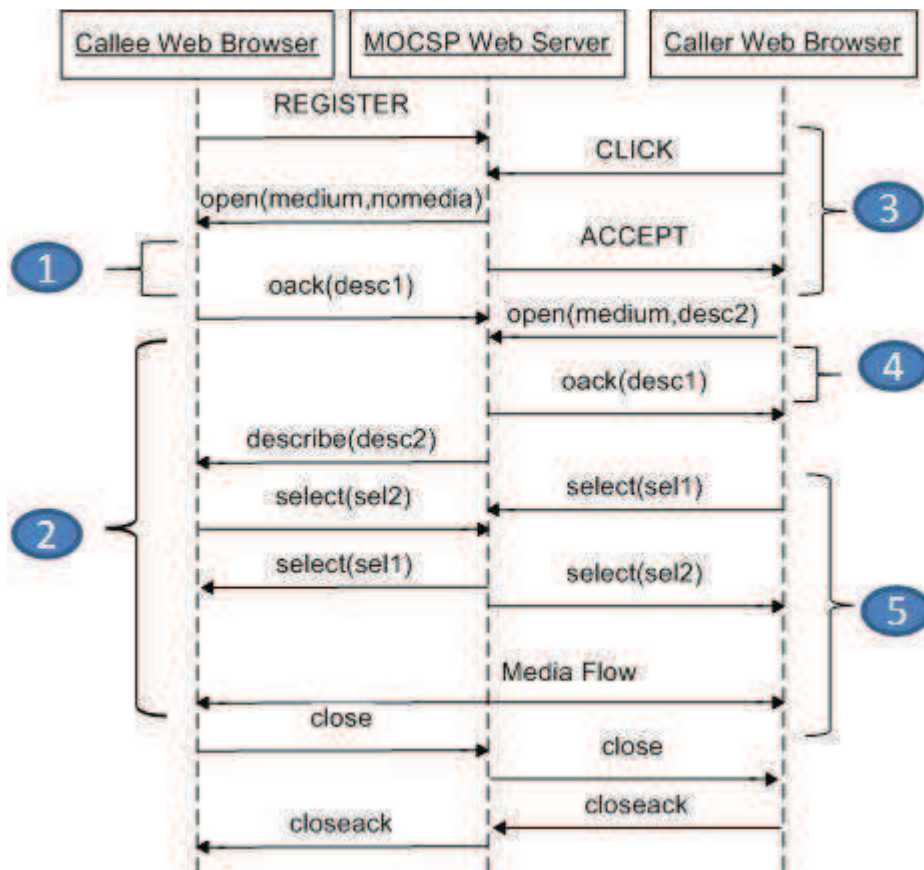 Callee Web Browser
MOCSP Web Server
Caller Web Browser
REGISTER
CLICK
3
open(medium,nomedia)
ACCEPT
1
oack(desc1)
open(medium,desc2)
4
oack(desc1)
describe(desc2)
select(sel1)
select(sel2)
2
select(sel1)
select(sel2)
5
Media Flow
close
close
closeack
closeack